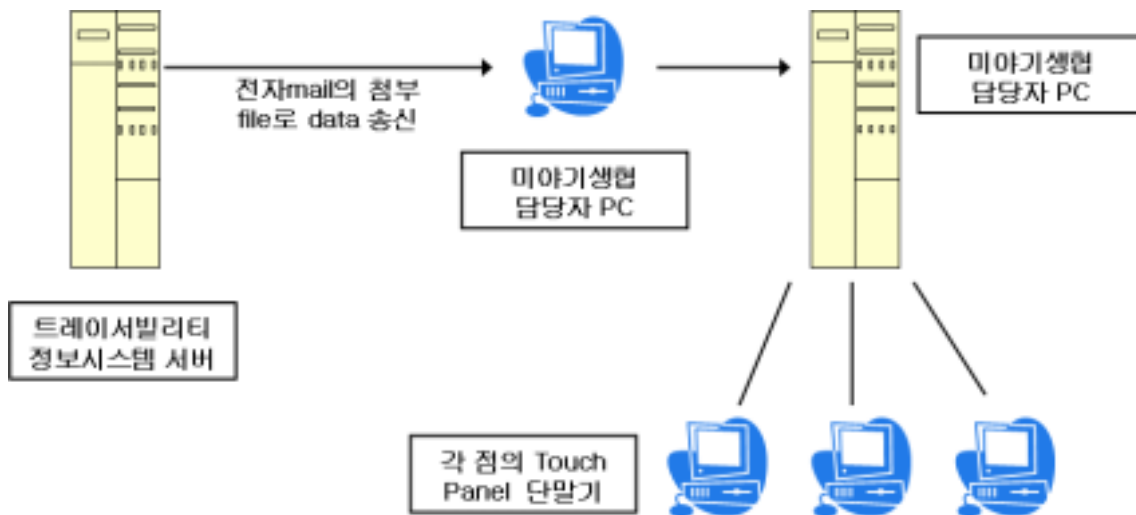 전자mail의 첨부
file로 data 송신
미야기생협
담당자 PC
미야기생협
담당자 PC
트레이서빌리티
정보시스템 서버
각 점의 Touch
Panel 단말기